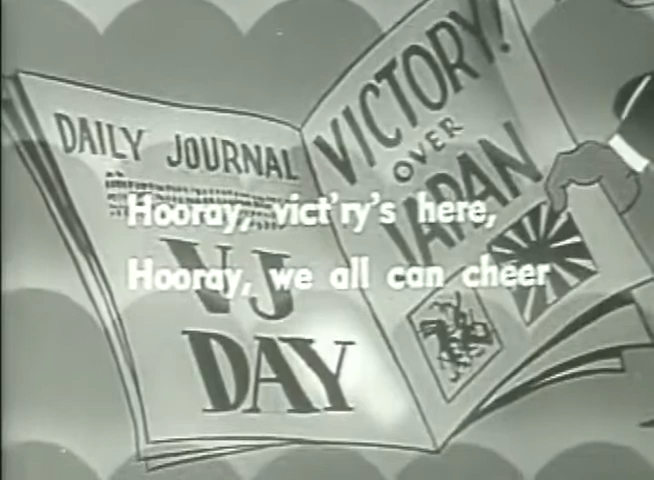 DAILY JOURNAL
VJ
DAY
VICTORY!
OVER
JAPAN
Hooray, vict'ry's here,
Hooray, we all can cheer